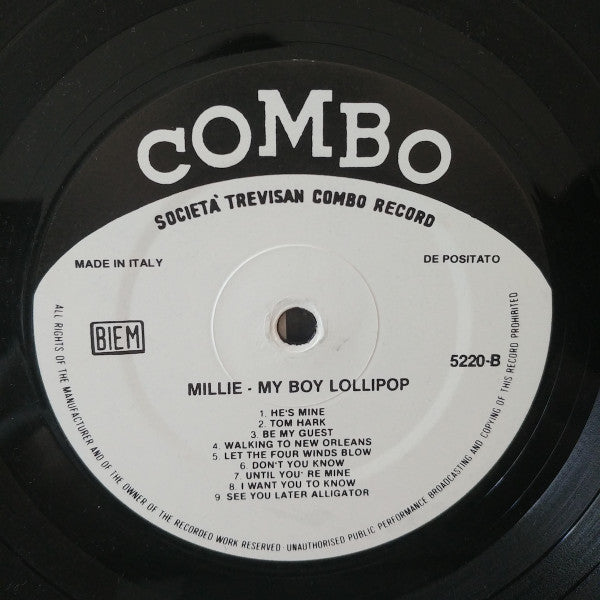 COMBO
SOCIETÀ TREVISAN COMBO RECORD
MADE IN ITALY
DE POSITATO
BIEM
5220-B
MILLIE - MY BOY LOLLIPOP
1. HE'S MINE
2. TOM HARK
3. BE MY GUEST
4. WALKING TO NEW ORLEANS
5. LET THE FOUR WINDS BLOW
6. DON'T YOU KNOW
7. UNTIL YOU' RE MINE
8. I WANT YOU TO KNOW
9 SEE YOU LATER ALLIGATOR
ALL RIGHTS OF THE MANUFACTURER AND OF THE OWNER OF THE RECORDED WORK RESERVED · UNAUTHORISED PUBLIC PERFORMANCE BROADCASTING AND COPYING OF THIS RECORD PROHIBITED